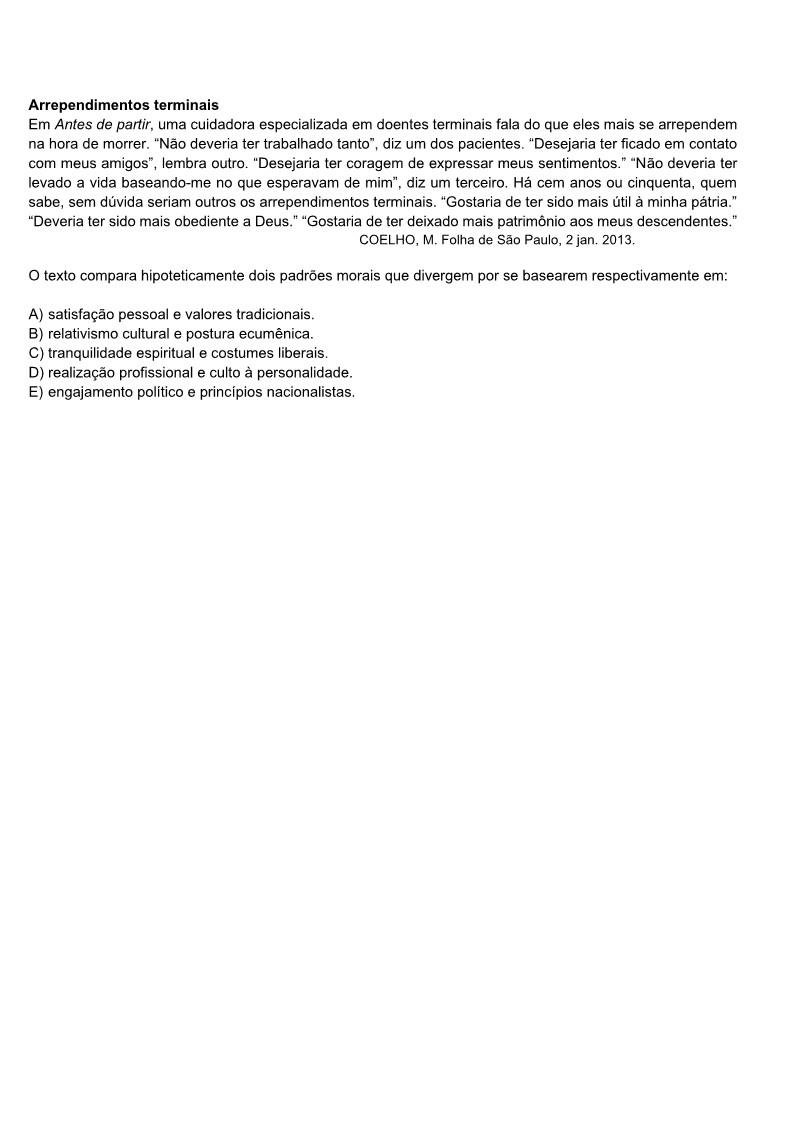 Arrependimentos terminais
Em Antes de partir, uma cuidadora especializada em doentes terminais fala do que eles mais se arrependem
na hora de morrer. “Não deveria ter trabalhado tanto”, diz um dos pacientes. “Desejaria ter ficado em contato
com meus amigos”, lembra outro. “Desejaria ter coragem de expressar meus sentimentos.” “Não deveria ter
levado a vida baseando-me no que esperavam de mim”, diz um terceiro. Há cem anos ou cinquenta, quem
sabe, sem dúvida seriam outros os arrependimentos terminais. “Gostaria de ter sido mais útil à minha pátria.”
“Deveria ter sido mais obediente a Deus.” “Gostaria de ter deixado mais patrimônio aos meus descendentes.”
COELHO, M. Folha de São Paulo, 2 jan. 2013.
O texto compara hipoteticamente dois padrões morais que divergem por se basearem respectivamente em:
A) satisfação pessoal e valores tradicionais.
B) relativismo cultural e postura ecumênica.
C) tranquilidade espiritual e costumes liberais.
D) realização profissional e culto à personalidade.
E) engajamento político e princípios nacionalistas.